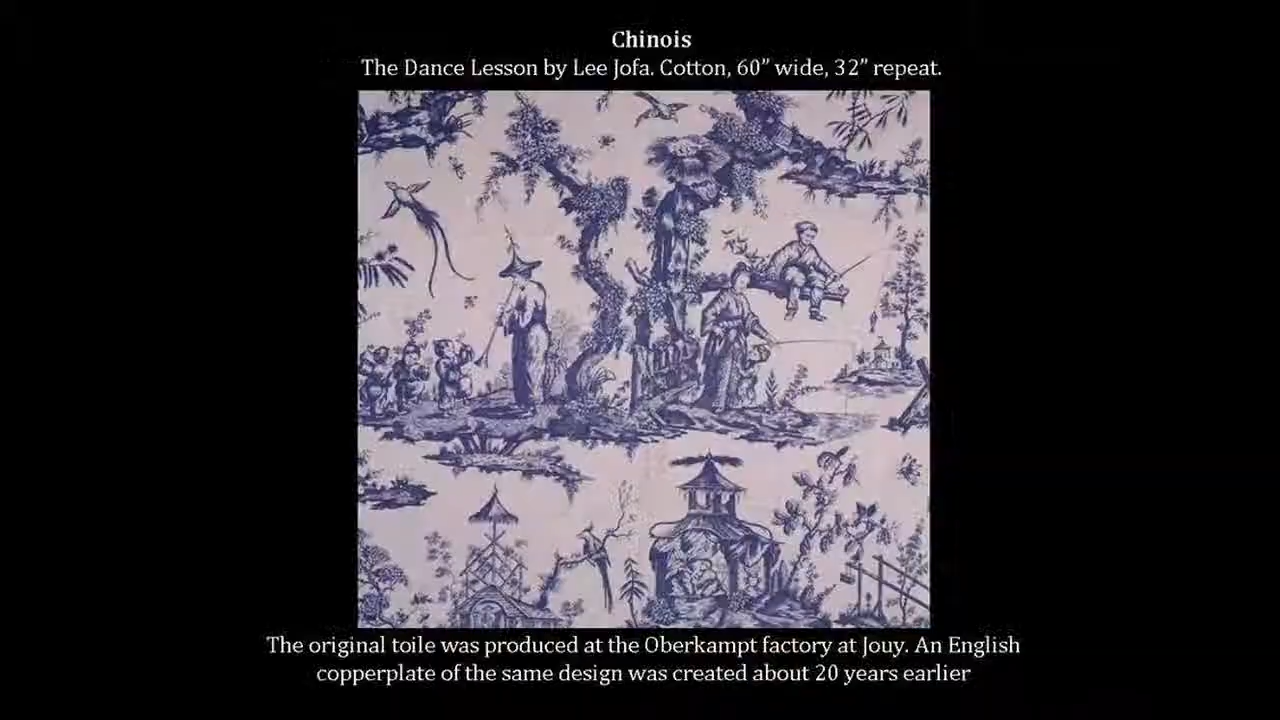 Chinois
The Dance Lesson by Lee Jofa. Cotton, 60” wide, 32” repeat.
The original toile was produced at the Oberkampt factory at Jouy. An English
copperplate of the same design was created about 20 years earlier